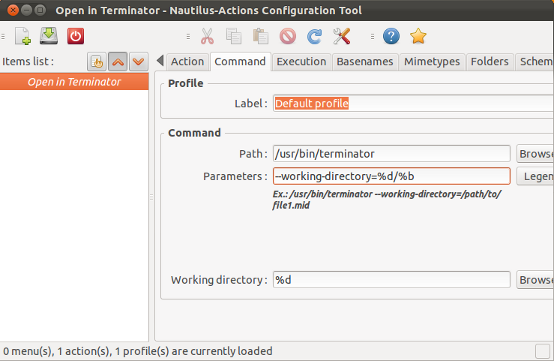 Open in Terminator - Nautilus-Actions Configuration Tool
Items list :
Open in Terminator
Action Command Execution Basenames Mimetypes Folders Schem
Profile
Label : Default profile
Command
Path : /usr/bin/terminator Browse
Parameters : --working-directory=%d/%b Legen
Ex.: /usr/bin/terminator --working-directory=/path/to/
file1.mid
Working directory : %d Browse
0 menu(s), 1 action(s), 1 profile(s) are currently loaded